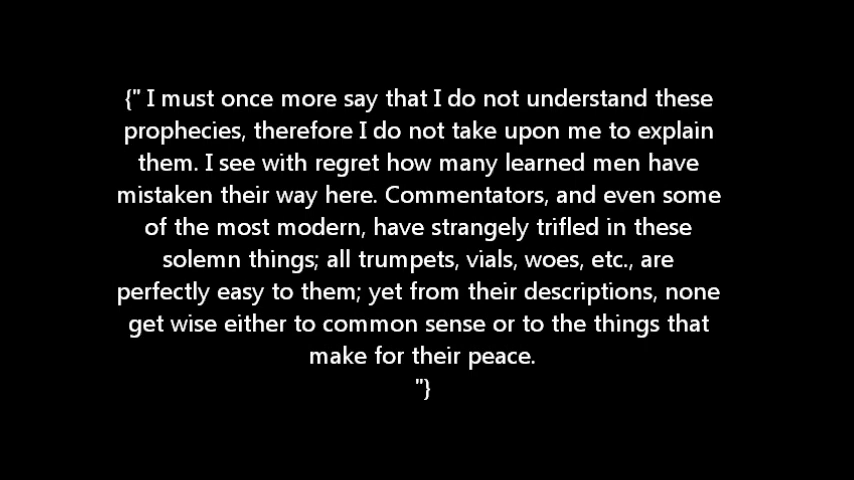 {" I must once more say that I do not understand these
prophecies, therefore I do not take upon me to explain
them. I see with regret how many learned men have
mistaken their way here. Commentators, and even some
of the most modern, have strangely trifled in these
solemn things; all trumpets, vials, woes, etc., are
perfectly easy to them; yet from their descriptions, none
get wise either to common sense or to the things that
make for their peace.
"}